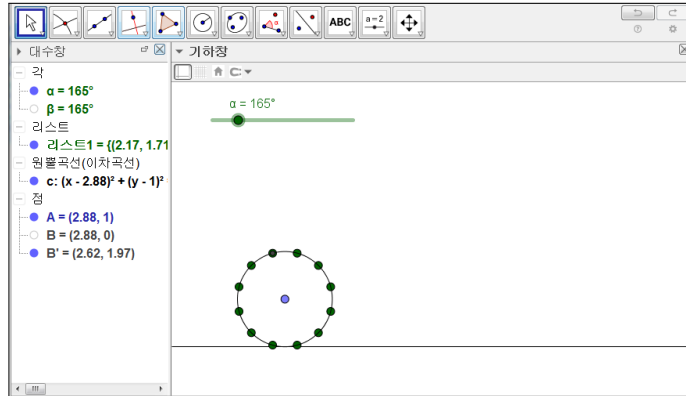 ABC a=2
대수창
기하창
각
α = 165°
β = 165°
리스트
리스트1 = {(2.17, 1.71
원뿔곡선(이차곡선)
c: (x - 2.88)² + (y - 1)²
점
A = (2.88, 1)
B = (2.88, 0)
B' = (2.62, 1.97)
α = 165°